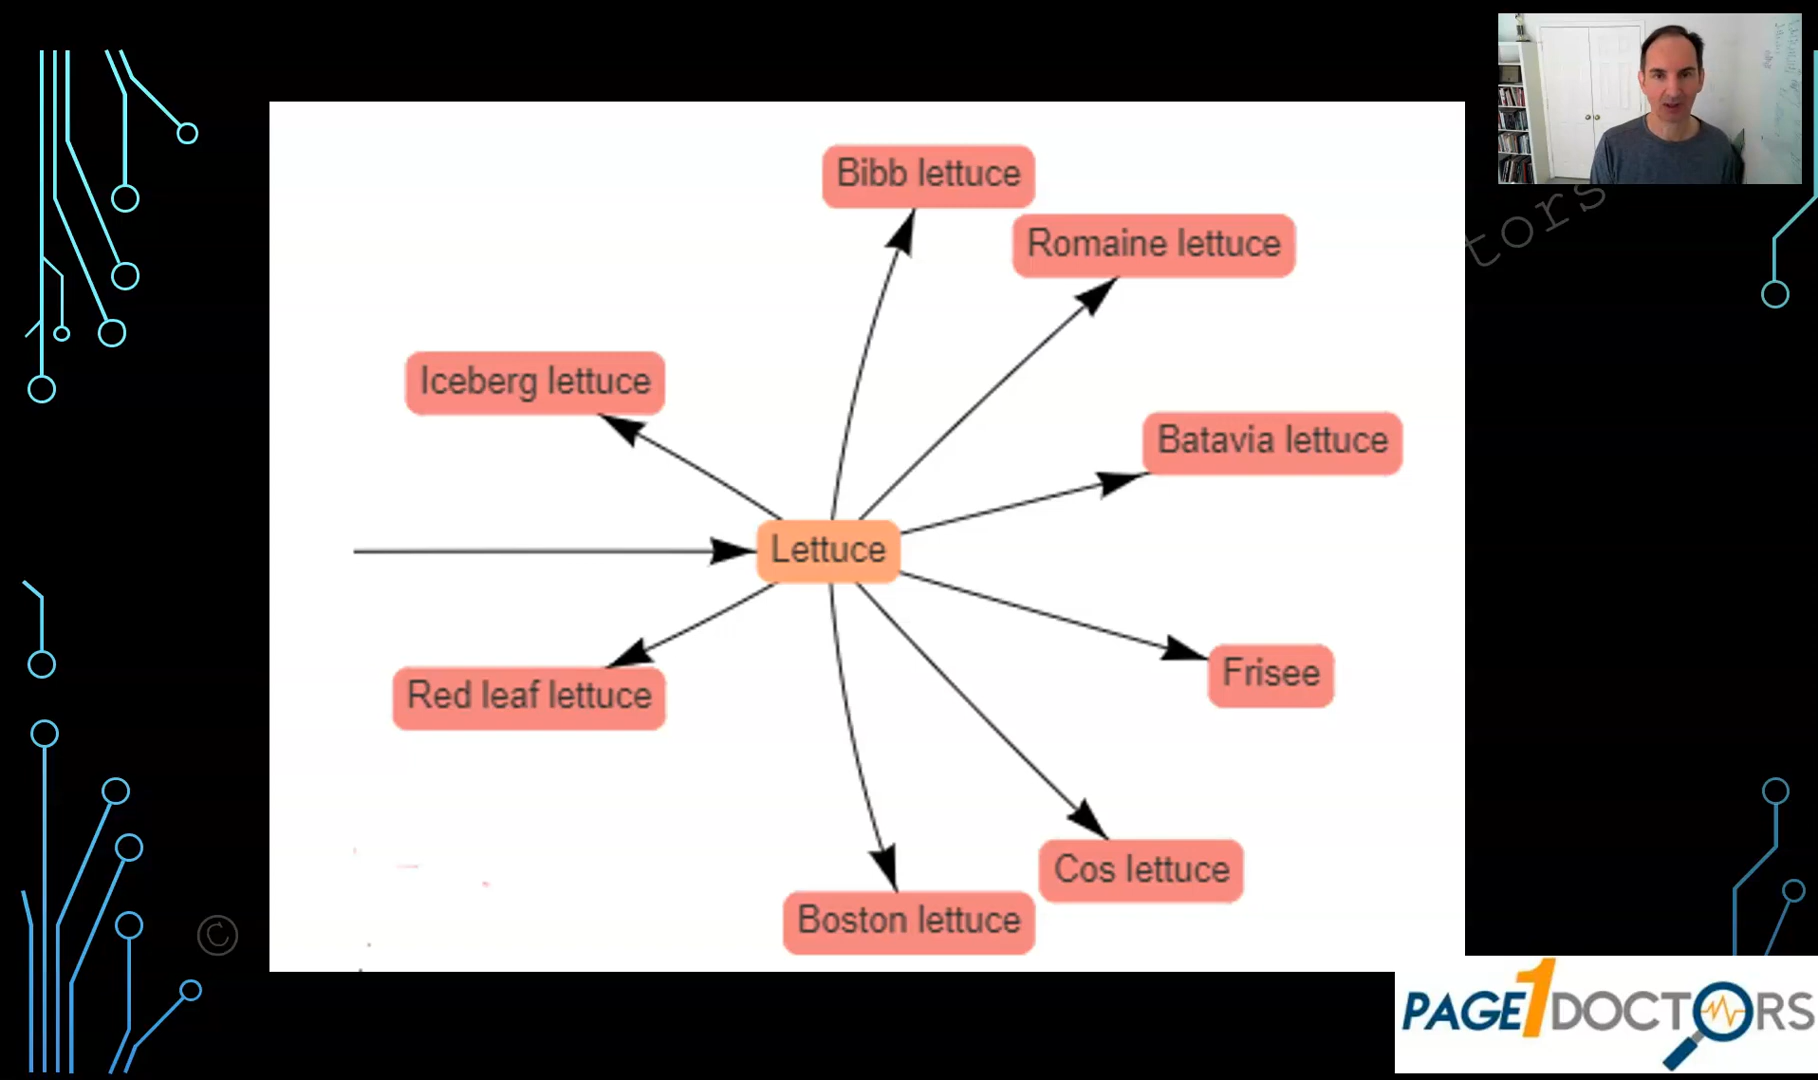 Bibb lettuce
Romaine lettuce
Iceberg lettuce
Batavia lettuce
Lettuce
Red leaf lettuce
Frisee
Cos lettuce
Boston lettuce
tors
©
PAGE1DOCTORS